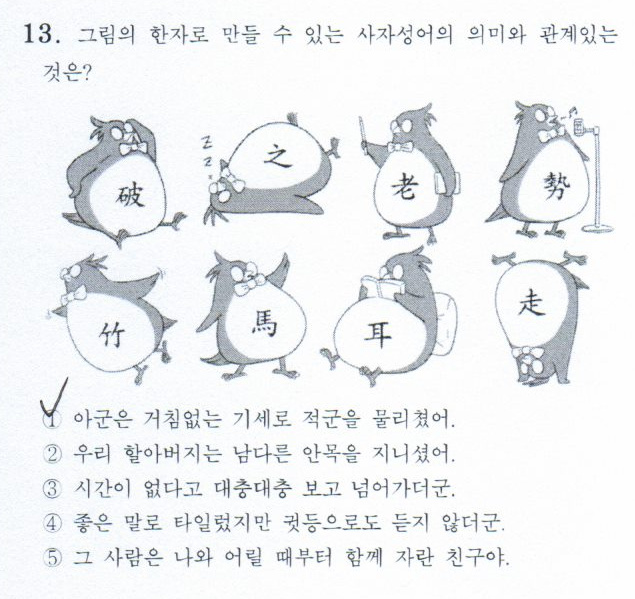 13. 그림의 한자로 만들 수 있는 사자성어의 의미와 관계있는
것은?
Z
Z
破 之 老 勢
竹 馬 耳 走
① 아군은 거침없는 기세로 적군을 물리쳤어.
② 우리 할아버지는 남다른 안목을 지니셨어.
③ 시간이 없다고 대충대충 보고 넘어가더군.
④ 좋은 말로 타일렀지만 귓등으로도 듣지 않더군.
⑤ 그 사람은 나와 어릴 때부터 함께 자란 친구야.